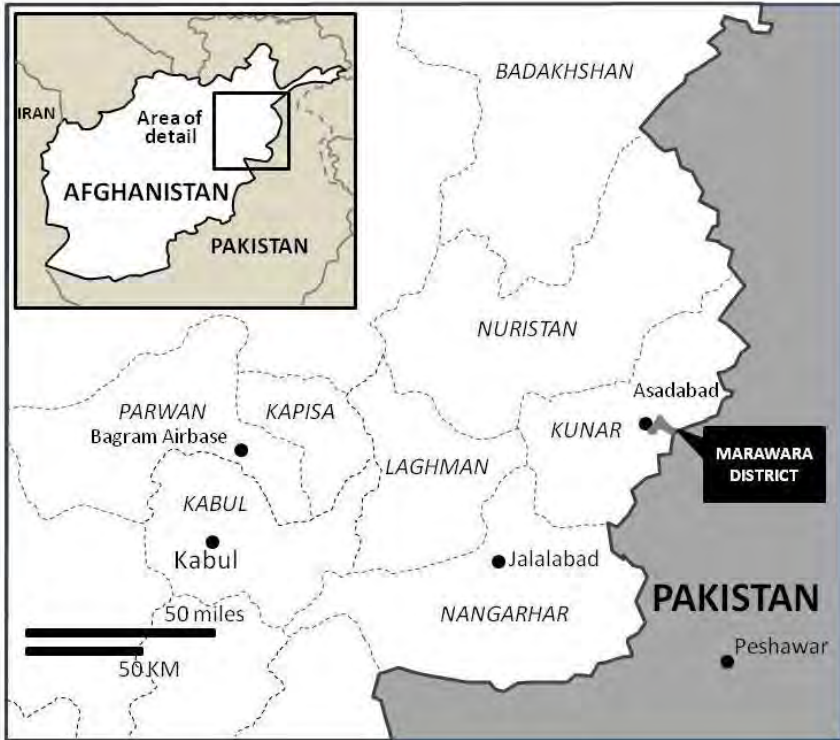 IRAN
Area of
detail
AFGHANISTAN
PAKISTAN
BADAKHSHAN
NURISTAN
Asadabad
PARWAN
KAPISA
KUNAR
Bagram Airbase
LAGHMAN
MARAWARA
DISTRICT
KABUL
Kabul
Jalalabad
50 miles
NANGARHAR
PAKISTAN
50 KM
Peshawar